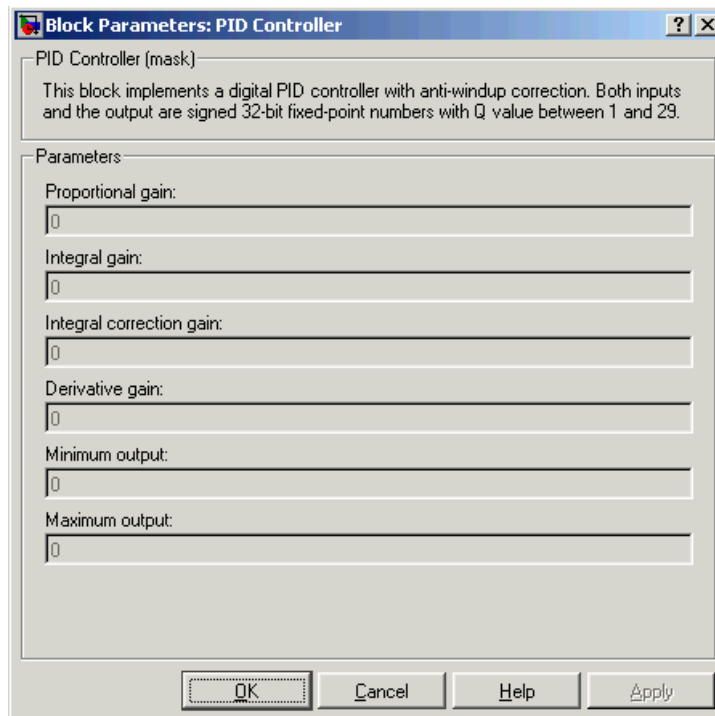 Block Parameters: PID Controller
PID Controller (mask)
This block implements a digital PID controller with anti-windup correction. Both inputs
and the output are signed 32-bit fixed-point numbers with Q value between 1 and 29.
Parameters
Proportional gain:
0
Integral gain:
0
Integral correction gain:
0
Derivative gain:
0
Minimum output:
0
Maximum output:
0
OK Cancel Help Apply